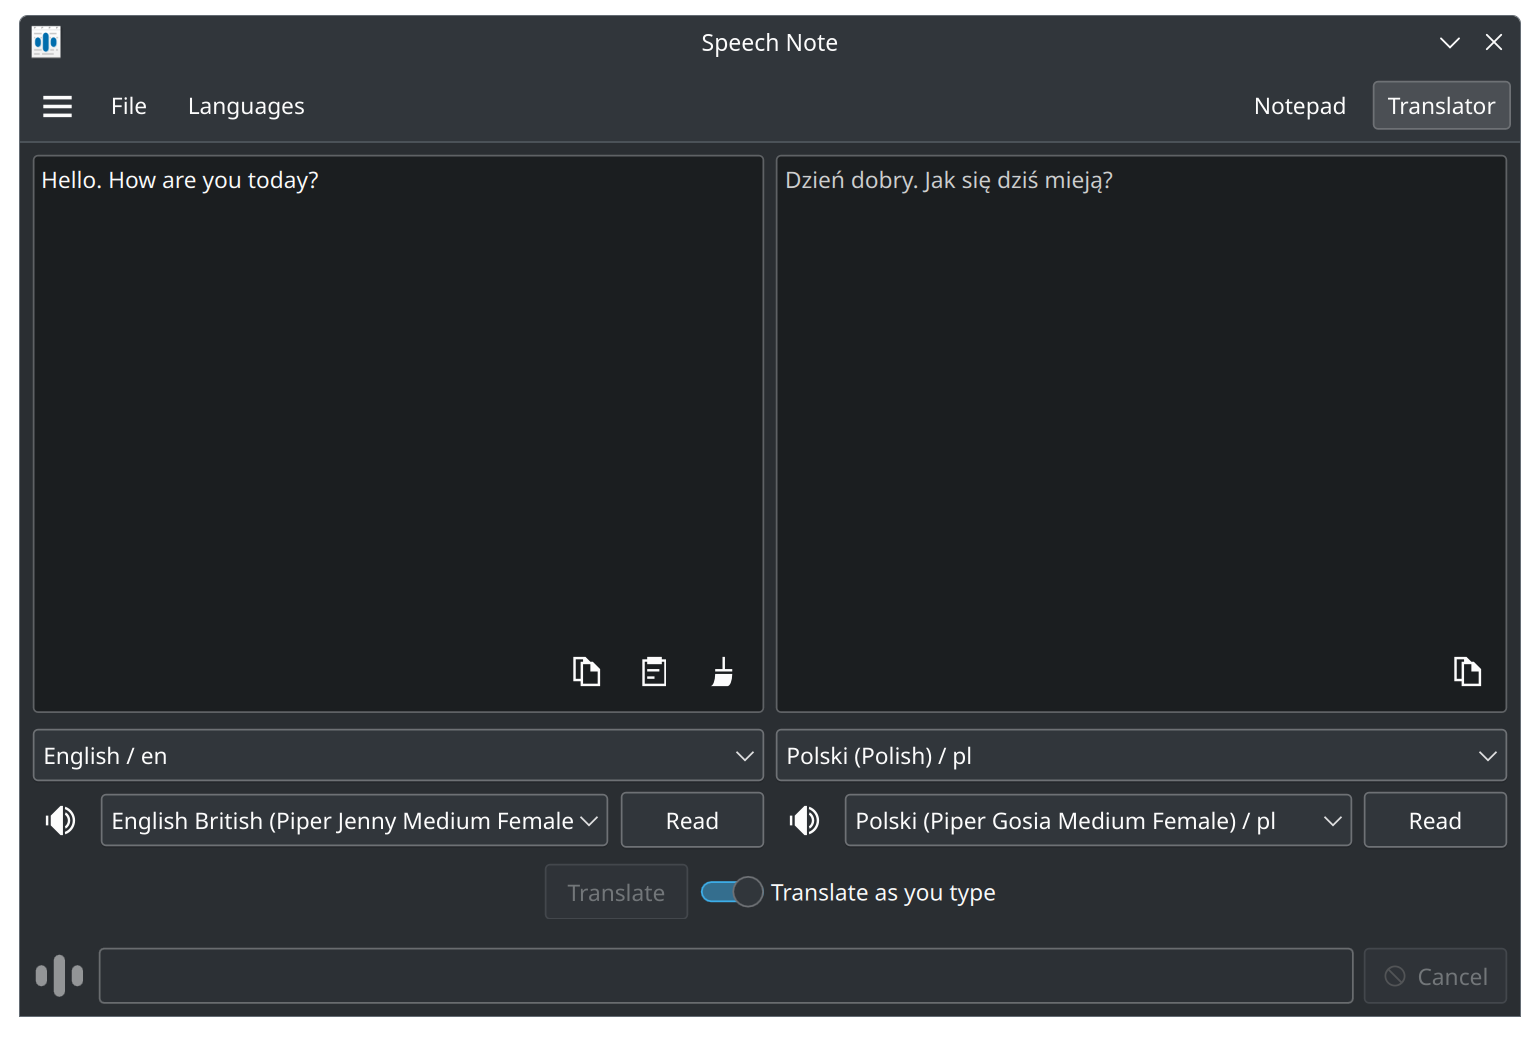 Speech Note
File Languages Notepad Translator
Hello. How are you today?
Dzień dobry. Jak się dziś mieją?
English / en
Polski (Polish) / pl
English British (Piper Jenny Medium Female
Read
Polski (Piper Gosia Medium Female) / pl
Read
Translate
Translate as you type
Cancel